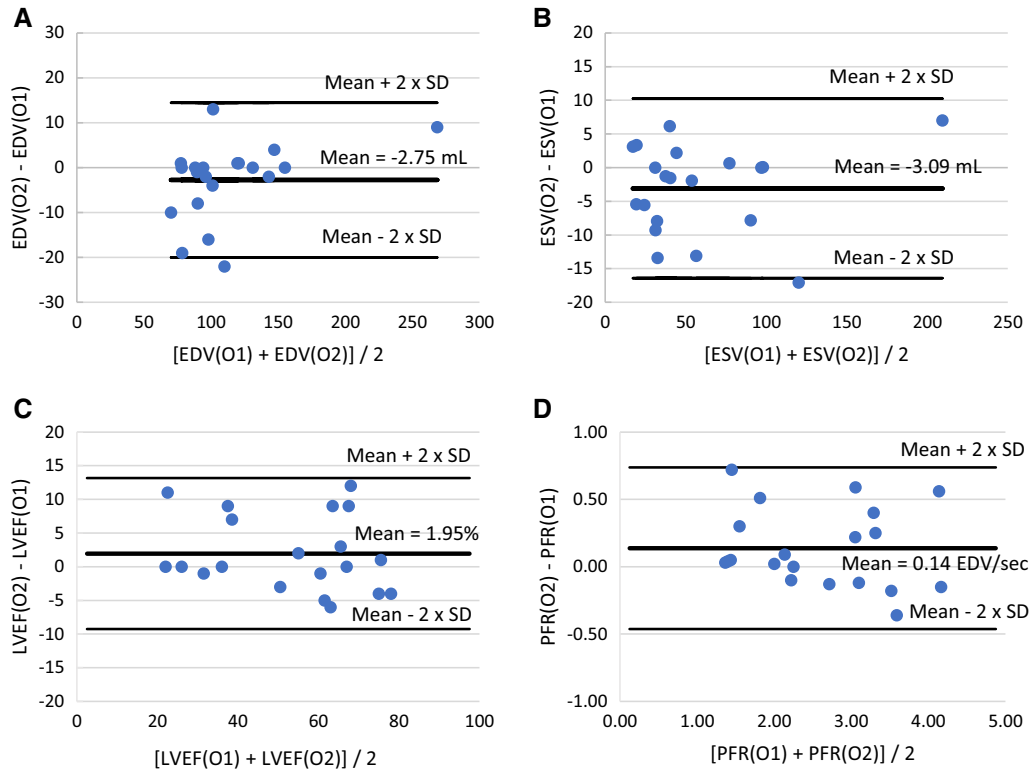 A
EDV(O2) - EDV(O1)
30
20
10
0
-10
-20
-30
Mean + 2 x SD
Mean = -2.75 mL
Mean - 2 x SD
0 50 100 150 200 250 300
[EDV(O1) + EDV(O2)] / 2
B
ESV(O2) - ESV(O1)
20
15
10
5
0
-5
-10
-15
-20
Mean + 2 x SD
Mean = -3.09 mL
Mean - 2 x SD
0 50 100 150 200 250
[ESV(O1) + ESV(O2)] / 2
C
LVEF(O2) - LVEF(O1)
20
15
10
5
0
-5
-10
-15
-20
Mean + 2 x SD
Mean = 1.95%
Mean - 2 x SD
0 20 40 60 80 100
[LVEF(O1) + LVEF(O2)] / 2
D
PFR(O2) - PFR(O1)
1.00
0.50
0.00
-0.50
-1.00
Mean + 2 x SD
Mean = 0.14 EDV/sec
Mean - 2 x SD
0.00 1.00 2.00 3.00 4.00 5.00
[PFR(O1) + PFR(O2)] / 2